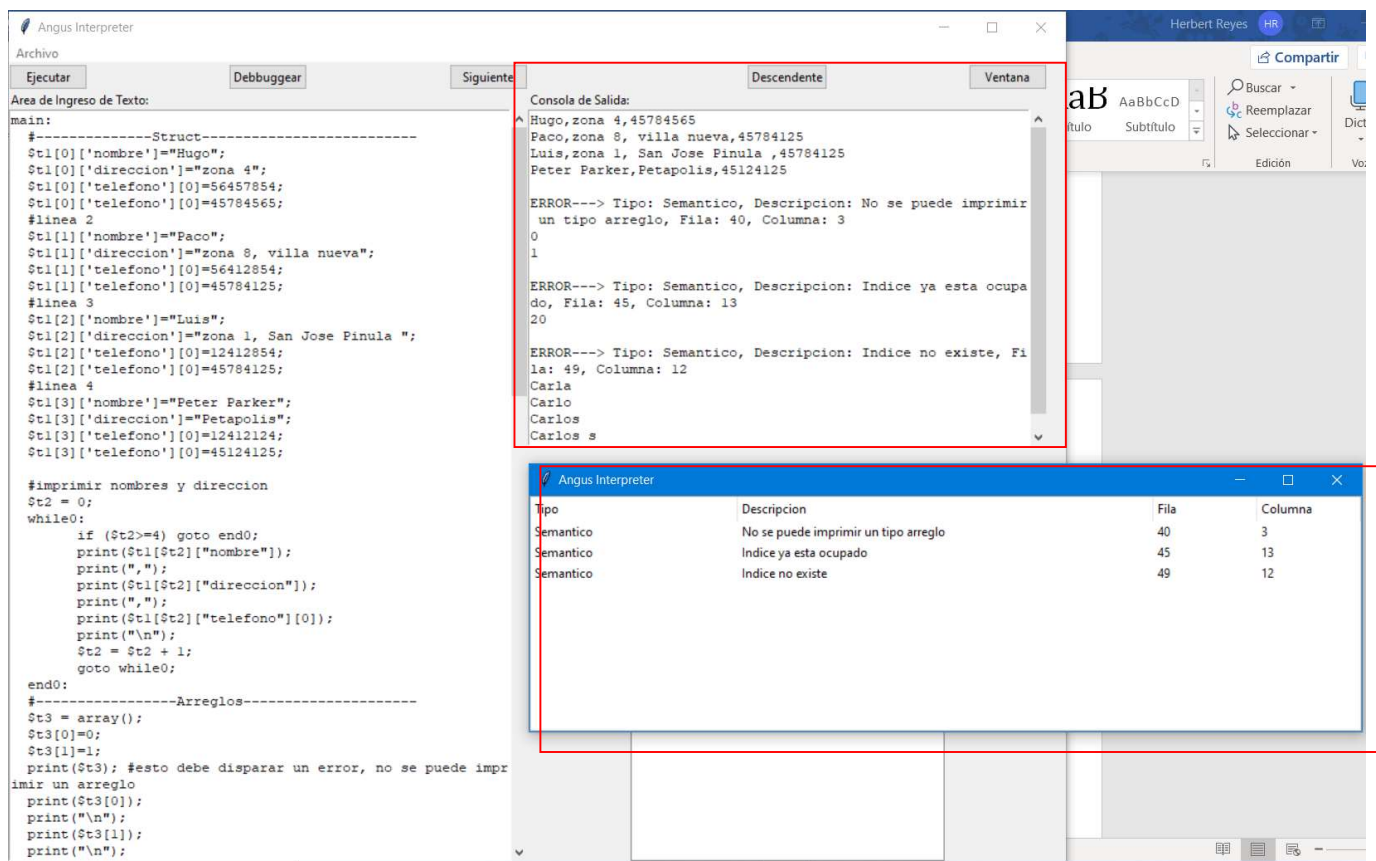 Angus Interpreter
Archivo
Ejecutar Debbuggear Siguiente Descendente Ventana
Area de Ingreso de Texto:
main:
#--------------Struct--------------------------
$t1[0]['nombre']="Hugo";
$t1[0]['direccion']="zona 4";
$t1[0]['telefono'][0]=56457854;
$t1[0]['telefono'][0]=45784565;
#linea 2
$t1[1]['nombre']="Paco";
$t1[1]['direccion']="zona 8, villa nueva";
$t1[1]['telefono'][0]=56412854;
$t1[1]['telefono'][0]=45784125;
#linea 3
$t1[2]['nombre']="Luis";
$t1[2]['direccion']="zona 1, San Jose Pinula ";
$t1[2]['telefono'][0]=12412854;
$t1[2]['telefono'][0]=45784125;
#linea 4
$t1[3]['nombre']="Peter Parker";
$t1[3]['direccion']="Petapolis";
$t1[3]['telefono'][0]=12412124;
$t1[3]['telefono'][0]=45124125;
#imprimir nombres y direccion
$t2 = 0;
while0:
if ($t2>=4) goto end0;
print($t1[$t2]["nombre"]);
print(",");
print($t1[$t2]["direccion"]);
print(",");
print($t1[$t2]["telefono"][0]);
print("\n");
$t2 = $t2 + 1;
goto while0;
end0:
#-----------------Arreglos---------------------
$t3 = array();
$t3[0]=0;
$t3[1]=1;
print($t3); #esto debe disparar un error, no se puede impr
imir un arreglo
print($t3[0]);
print("\n");
print($t3[1]);
print("\n");
Consola de Salida:
Hugo,zona 4,45784565
Paco,zona 8, villa nueva,45784125
Luis,zona 1, San Jose Pinula ,45784125
Peter Parker,Petapolis,45124125
ERROR---> Tipo: Semantico, Descripcion: No se puede imprimir
un tipo arreglo, Fila: 40, Columna: 3
0
1
ERROR---> Tipo: Semantico, Descripcion: Indice ya esta ocupa
do, Fila: 45, Columna: 13
20
ERROR---> Tipo: Semantico, Descripcion: Indice no existe, Fi
la: 49, Columna: 12
Carla
Carlo
Carlos
Carlos s
Angus Interpreter
Tipo Descripcion Fila Columna
Semantico No se puede imprimir un tipo arreglo 40 3
Semantico Indice ya esta ocupado 45 13
Semantico Indice no existe 49 12
Herbert Reyes HR
Compartir
aB AaBbCcD
ítulo Subtítulo
Buscar
Reemplazar
Seleccionar
Edición
Dict
Voz